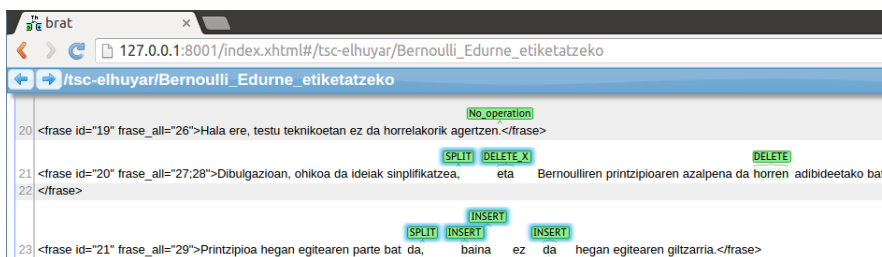 brat ×
127.0.0.1:8001/index.xhtml#/tsc-elhuyar/Bernoulli_Edurne_etiketatzeko
/tsc-elhuyar/Bernoulli_Edurne_etiketatzeko
No_operation
20 <frase id="19" frase_all="26">Hala ere, testu teknikoetan ez da horrelakorik agertzen.</frase>
SPLIT DELETE_X DELETE
21 <frase id="20" frase_all="27;28">Dibulgazioan, ohikoa da ideiak sinplifikatzea, eta Bernoulliren printzipioaren azalpena da horren adibideetako bat
22 </frase>
INSERT
SPLIT INSERT INSERT
23 <frase id="21" frase_all="29">Printzipioa hegan egitearen parte bat da, baina ez da hegan egitearen giltzarria.</frase>